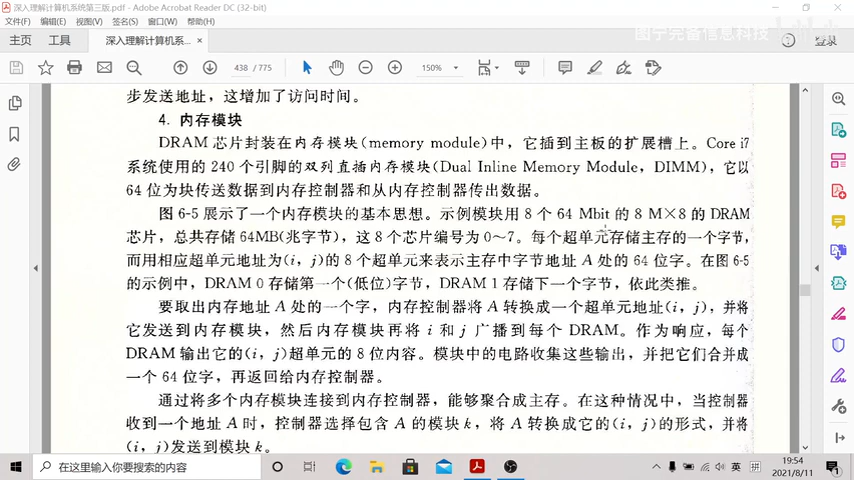 深入理解计算机系统第三版.pdf - Adobe Acrobat Reader DC (32-bit)
文件(F) 编辑(E) 视图(V) 签名(S) 窗口(W) 帮助(H)
图宁完备信息科技
主页 工具 深入理解计算机系... × 登录
438 / 775 150%
步发送地址，这增加了访问时间。
4. 内存模块
DRAM 芯片封装在内存模块(memory module)中，它插到主板的扩展槽上。Core i7
系统使用的 240 个引脚的双列直插内存模块(Dual Inline Memory Module，DIMM)，它以
64 位为块传送数据到内存控制器和从内存控制器传出数据。
图 6-5 展示了一个内存模块的基本思想。示例模块用 8 个 64 Mbit 的 8 M×8 的 DRAM
芯片，总共存储 64MB(兆字节)，这 8 个芯片编号为 0～7。每个超单元存储主存的一个字节，
而用相应超单元地址为(i, j)的 8 个超单元来表示主存中字节地址 A 处的 64 位字。在图 6-5
的示例中，DRAM 0 存储第一个(低位)字节，DRAM 1 存储下一个字节，依此类推。
要取出内存地址 A 处的一个字，内存控制器将 A 转换成一个超单元地址(i, j)，并将
它发送到内存模块，然后内存模块再将 i 和 j 广播到每个 DRAM。作为响应，每个
DRAM 输出它的(i, j)超单元的 8 位内容。模块中的电路收集这些输出，并把它们合并成
一个 64 位字，再返回给内存控制器。
通过将多个内存模块连接到内存控制器，能够聚合成主存。在这种情况中，当控制器
收到一个地址 A 时，控制器选择包含 A 的模块 k，将 A 转换成它的(i, j)的形式，并将
(i, j)发送到模块 k。
在这里输入你要搜索的内容
英 拼
19:54
2021/8/11